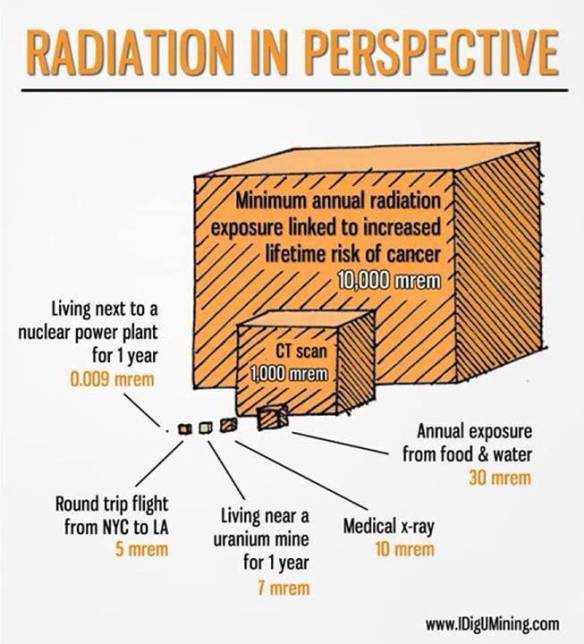 RADIATION IN PERSPECTIVE
Minimum annual radiation
exposure linked to increased
lifetime risk of cancer
10,000 mrem
CT scan
1,000 mrem
Living next to a
nuclear power plant
for 1 year
0.009 mrem
Round trip flight
from NYC to LA
5 mrem
Living near a
uranium mine
for 1 year
7 mrem
Medical x-ray
10 mrem
Annual exposure
from food & water
30 mrem
www.IDigUMining.com